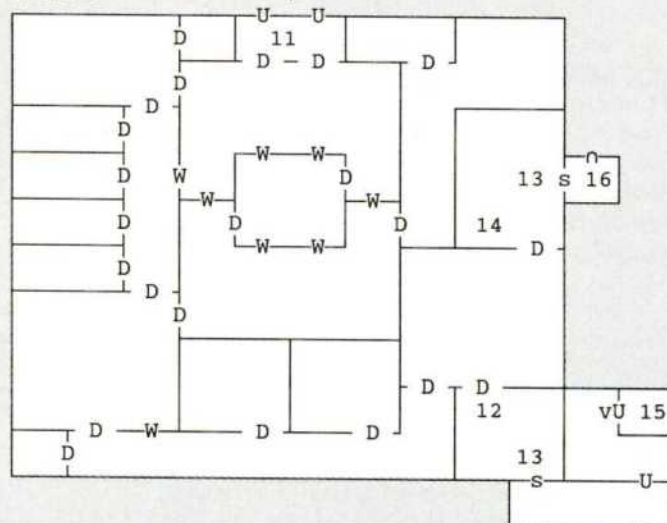 U U
D 11
D D D D
D D
D
W W
D W D 13 s ∩ 16
W D W D
D W W 14 D
D
D D
D
D D D
12 vU 15
D W D D
D 13
s U